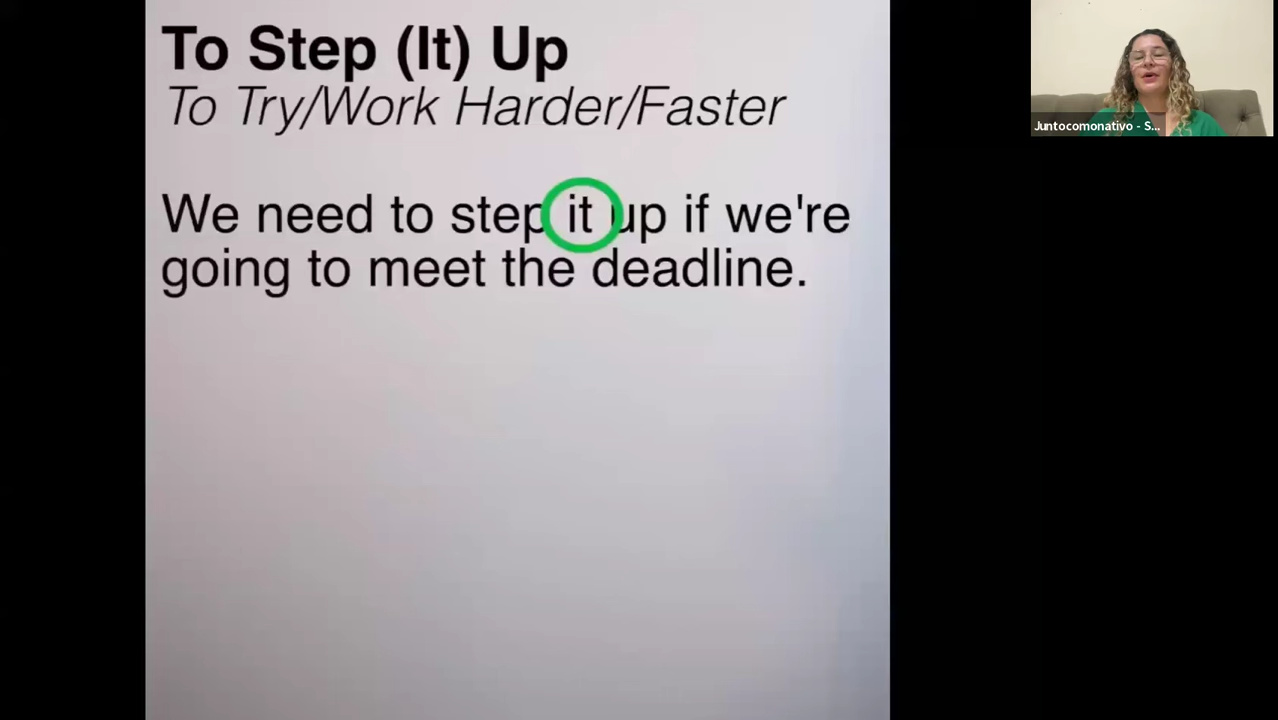 To Step (It) Up
To Try/Work Harder/Faster
We need to step it up if we're
going to meet the deadline.
Juntocomonativo - S...